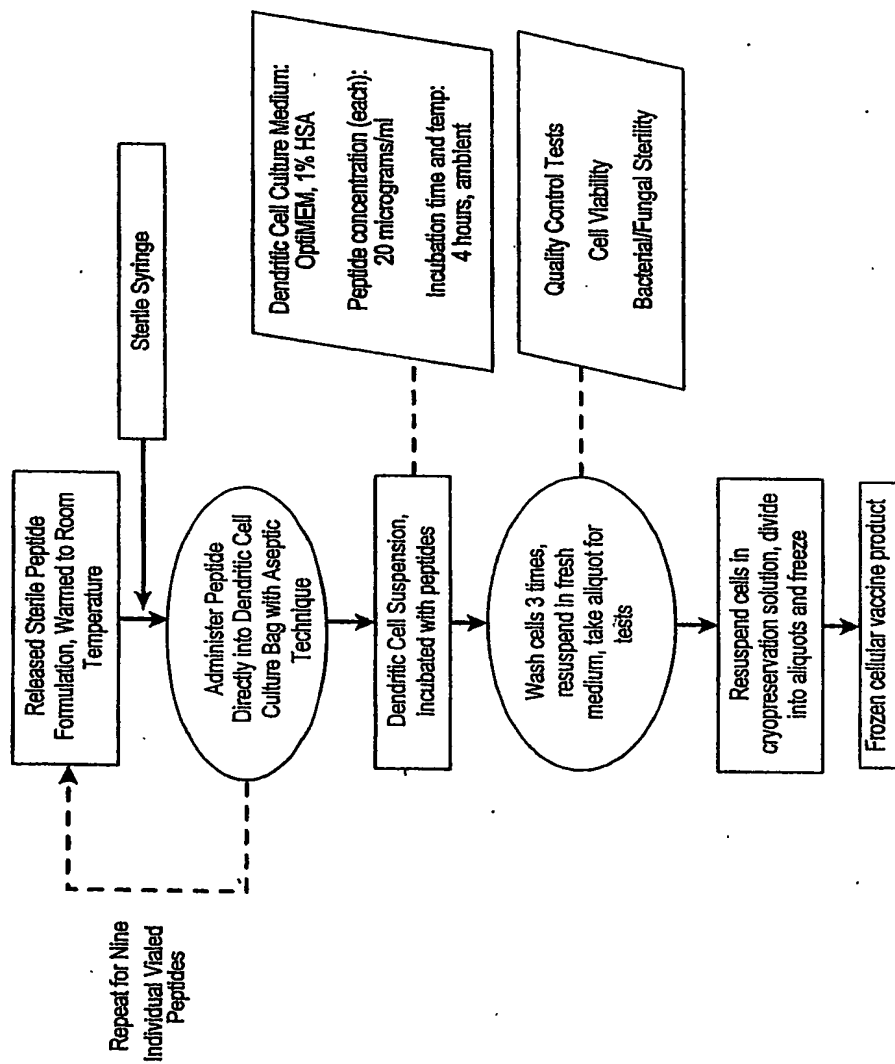 Repeat for Nine
Individual Vialed
Peptides
Released Sterile Peptide
Formulation, Warmed to Room
Temperature
Sterile Syringe
Administer Peptide
Directly into Dendritic Cell
Culture Bag with Aseptic
Technique
Dendritic Cell Suspension,
incubated with peptides
Dendritic Cell Culture Medium:
OptiMEM, 1% HSA
Peptide concentration (each):
20 micrograms/ml
Incubation time and temp:
4 hours, ambient
Wash cells 3 times,
resuspend in fresh
medium, take aliquot for
tests
Quality Control Tests
Cell Viability
Bacterial/Fungal Sterility
Resuspend cells in
cryopreservation solution, divide
into aliquots and freeze
Frozen cellular vaccine product